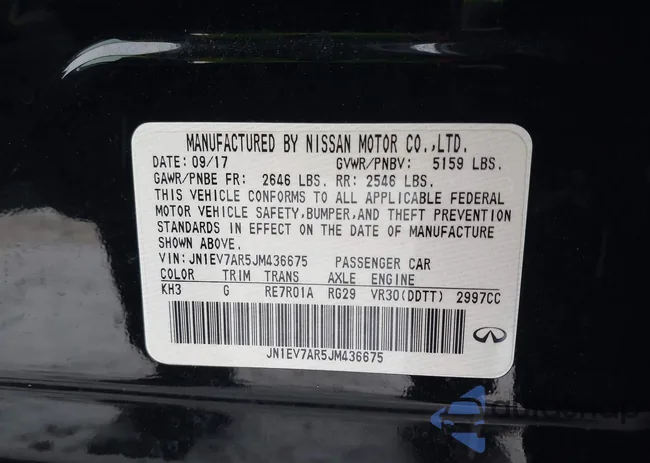 MANUFACTURED BY NISSAN MOTOR CO.,LTD.
DATE: 09/17 GVWR/PNBV: 5159 LBS.
GAWR/PNBE FR: 2646 LBS. RR: 2546 LBS.
THIS VEHICLE CONFORMS TO ALL APPLICABLE FEDERAL
MOTOR VEHICLE SAFETY,BUMPER,AND THEFT PREVENTION
STANDARDS IN EFFECT ON THE DATE OF MANUFACTURE
SHOWN ABOVE.
VIN: JN1EV7AR5JM436675 PASSENGER CAR
COLOR TRIM TRANS AXLE ENGINE
KH3 G RE7R01A RG29 VR30(DDTT) 2997CC
JN1EV7AR5JM436675